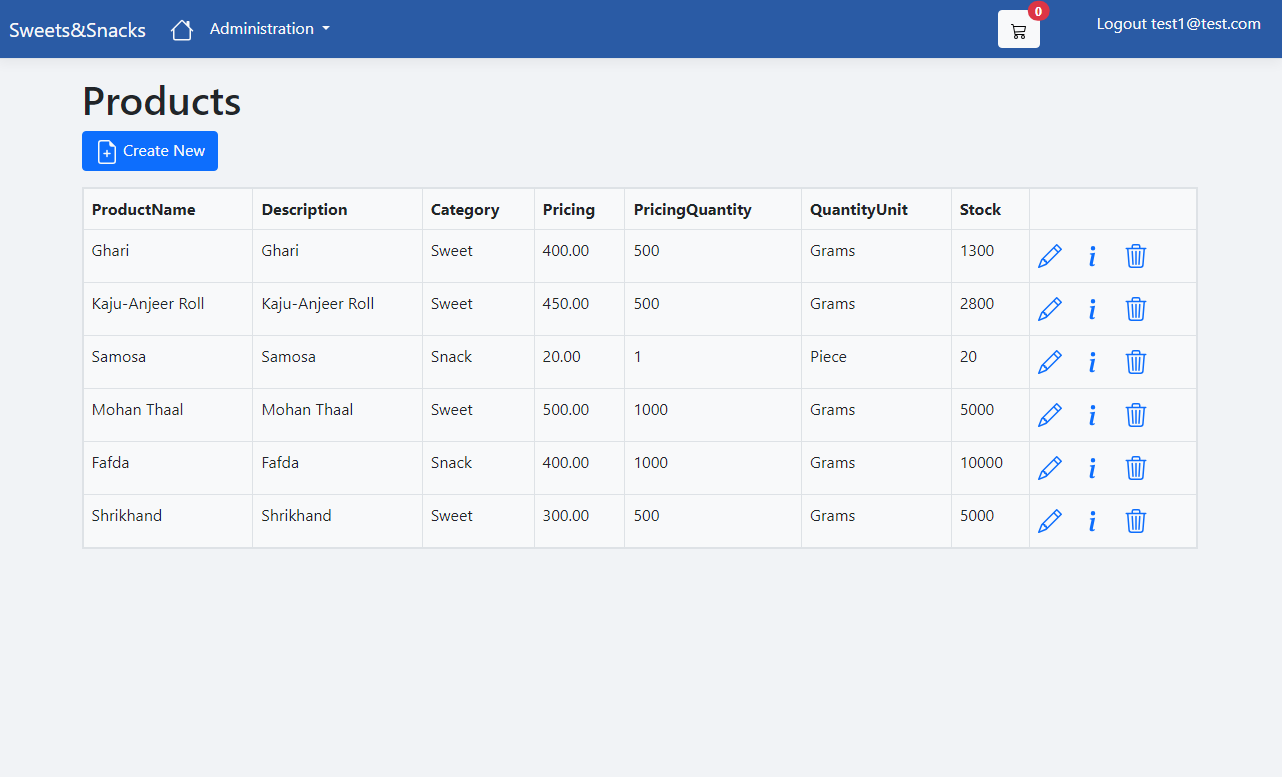 Sweets&Snacks Administration 0 Logout test1@test.com
Products
Create New
ProductName Description Category Pricing PricingQuantity QuantityUnit Stock
Ghari Ghari Sweet 400.00 500 Grams 1300
Kaju-Anjeer Roll Kaju-Anjeer Roll Sweet 450.00 500 Grams 2800
Samosa Samosa Snack 20.00 1 Piece 20
Mohan Thaal Mohan Thaal Sweet 500.00 1000 Grams 5000
Fafda Fafda Snack 400.00 1000 Grams 10000
Shrikhand Shrikhand Sweet 300.00 500 Grams 5000